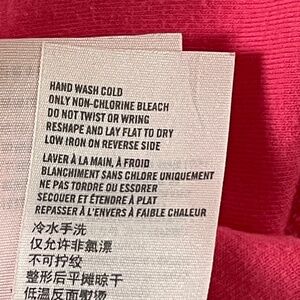 HAND WASH COLD
ONLY NON-CHLORINE BLEACH
DO NOT TWIST OR WRING
RESHAPE AND LAY FLAT TO DRY
LOW IRON ON REVERSE SIDE
LAVER À LA MAIN, À FROID
BLANCHIMENT SANS CHLORE UNIQUEMENT
NE PAS TORDRE OU ESSORER
SECOUER ET ÉTENDRE À PLAT
REPASSER À L'ENVERS À FAIBLE CHALEUR
冷水手洗
仅允许非氯漂
不可拧绞
整形后平摊晾干
低温反面熨烫